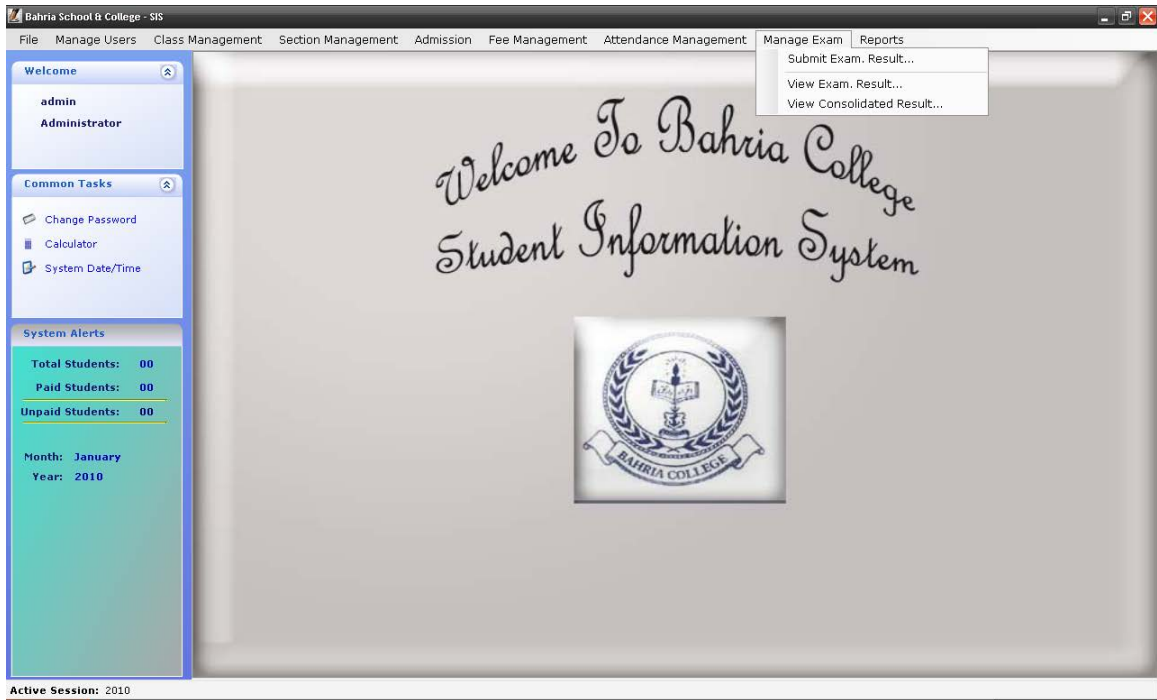 Bahria School & College - SIS
File Manage Users Class Management Section Management Admission Fee Management Attendance Management Manage Exam Reports
Submit Exam. Result...
View Exam. Result...
View Consolidated Result...
Welcome
admin
Administrator
Common Tasks
Change Password
Calculator
System Date/Time
System Alerts
Total Students: 00
Paid Students: 00
Unpaid Students: 00
Month: January
Year: 2010
Welcome To Bahria College
Student Information System
BAHRIA COLLEGE
Active Session: 2010